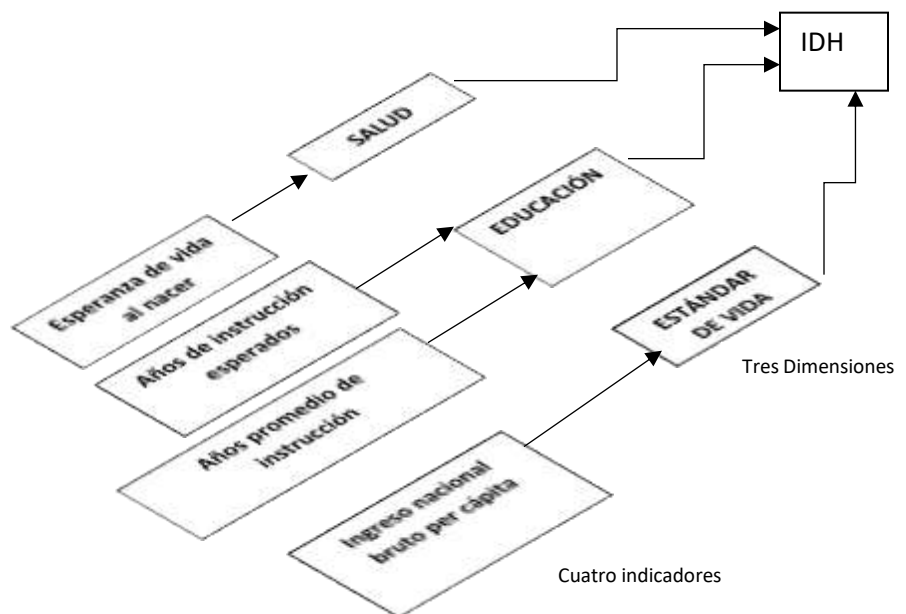 IDH
SALUD
EDUCACIÓN
ESTÁNDAR
DE VIDA
Tres Dimensiones
Esperanza de vida
al nacer
Años de instrucción
esperados
Años promedio de
instrucción
Ingreso nacional
bruto per cápita
Cuatro indicadores